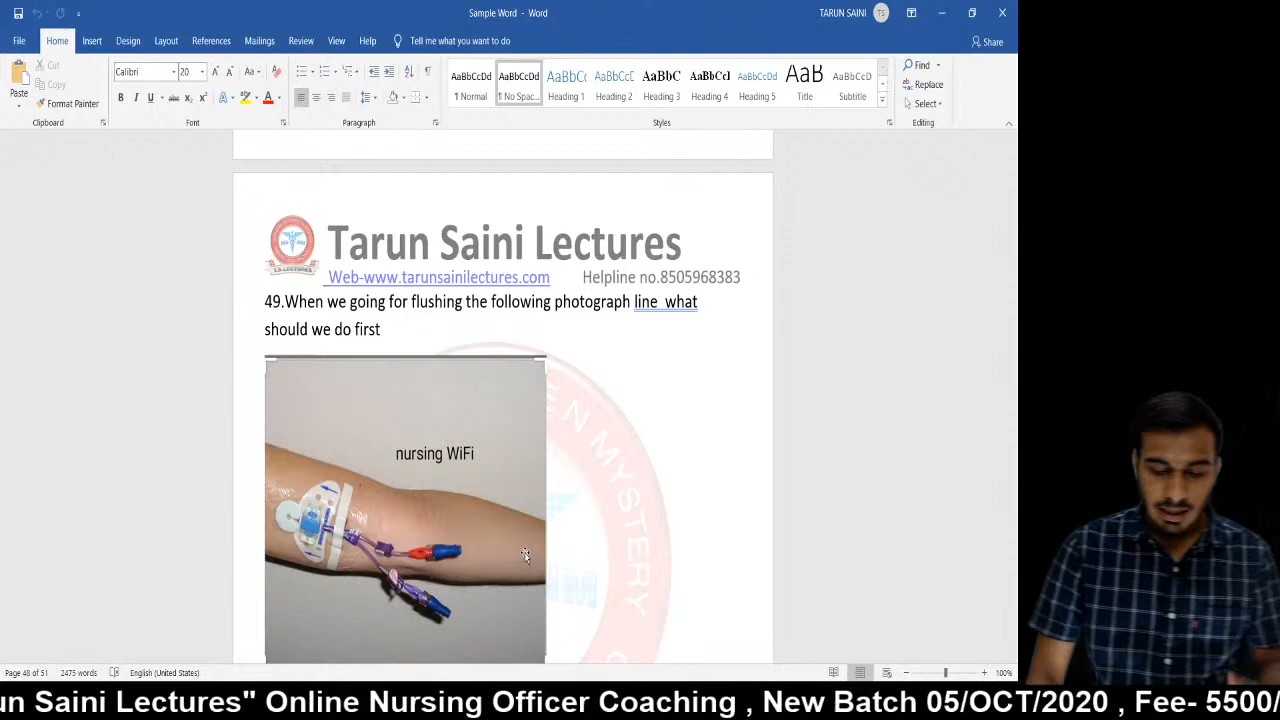 Sample Word - Word
TARUN SAINI
TS
File
Home
Insert
Design
Layout
References
Mailings
Review
View
Help
Tell me what you want to do
Share
Paste
Cut
Copy
Format Painter
Clipboard
Calibri
20
Font
Paragraph
AaBbCcDd
¶ Normal
AaBbCcDd
¶ No Spac...
AaBbCc
Heading 1
AaBbCcD
Heading 2
AaBbC
Heading 3
AaBbCcI
Heading 4
AaBbCcD
Heading 5
AaB
Title
AaBbCcD
Subtitle
Styles
Find
Replace
Select
Editing
Tarun Saini Lectures
Web-www.tarunsainilectures.com Helpline no.8505968383
49.When we going for flushing the following photograph line what
should we do first
nursing WiFi
Page 48 of 51
2475 words
English (United States)
100%
un Saini Lectures" Online Nursing Officer Coaching , New Batch 05/OCT/2020 , Fee- 5500/